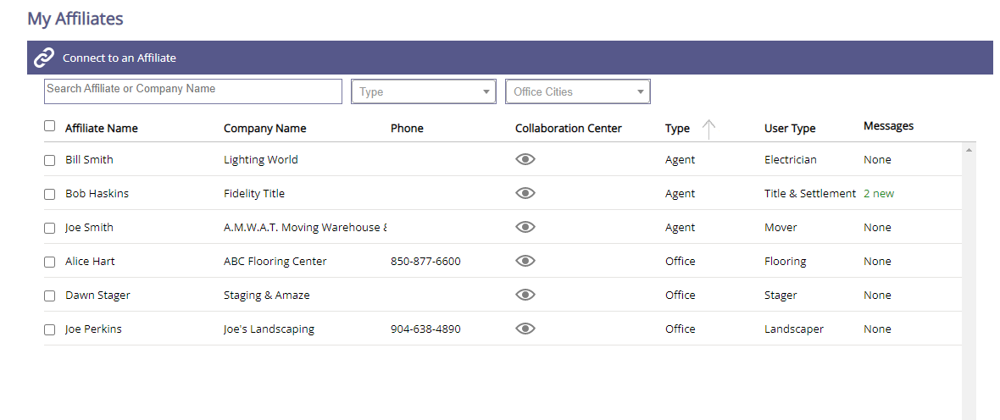 My Affiliates
Connect to an Affiliate
Search Affiliate or Company Name Type Office Cities
Affiliate Name Company Name Phone Collaboration Center Type User Type Messages
Bill Smith Lighting World Agent Electrician None
Bob Haskins Fidelity Title Agent Title & Settlement 2 new
Joe Smith A.M.W.A.T. Moving Warehouse & Agent Mover None
Alice Hart ABC Flooring Center 850-877-6600 Office Flooring None
Dawn Stager Staging & Amaze Office Stager None
Joe Perkins Joe's Landscaping 904-638-4890 Office Landscaper None